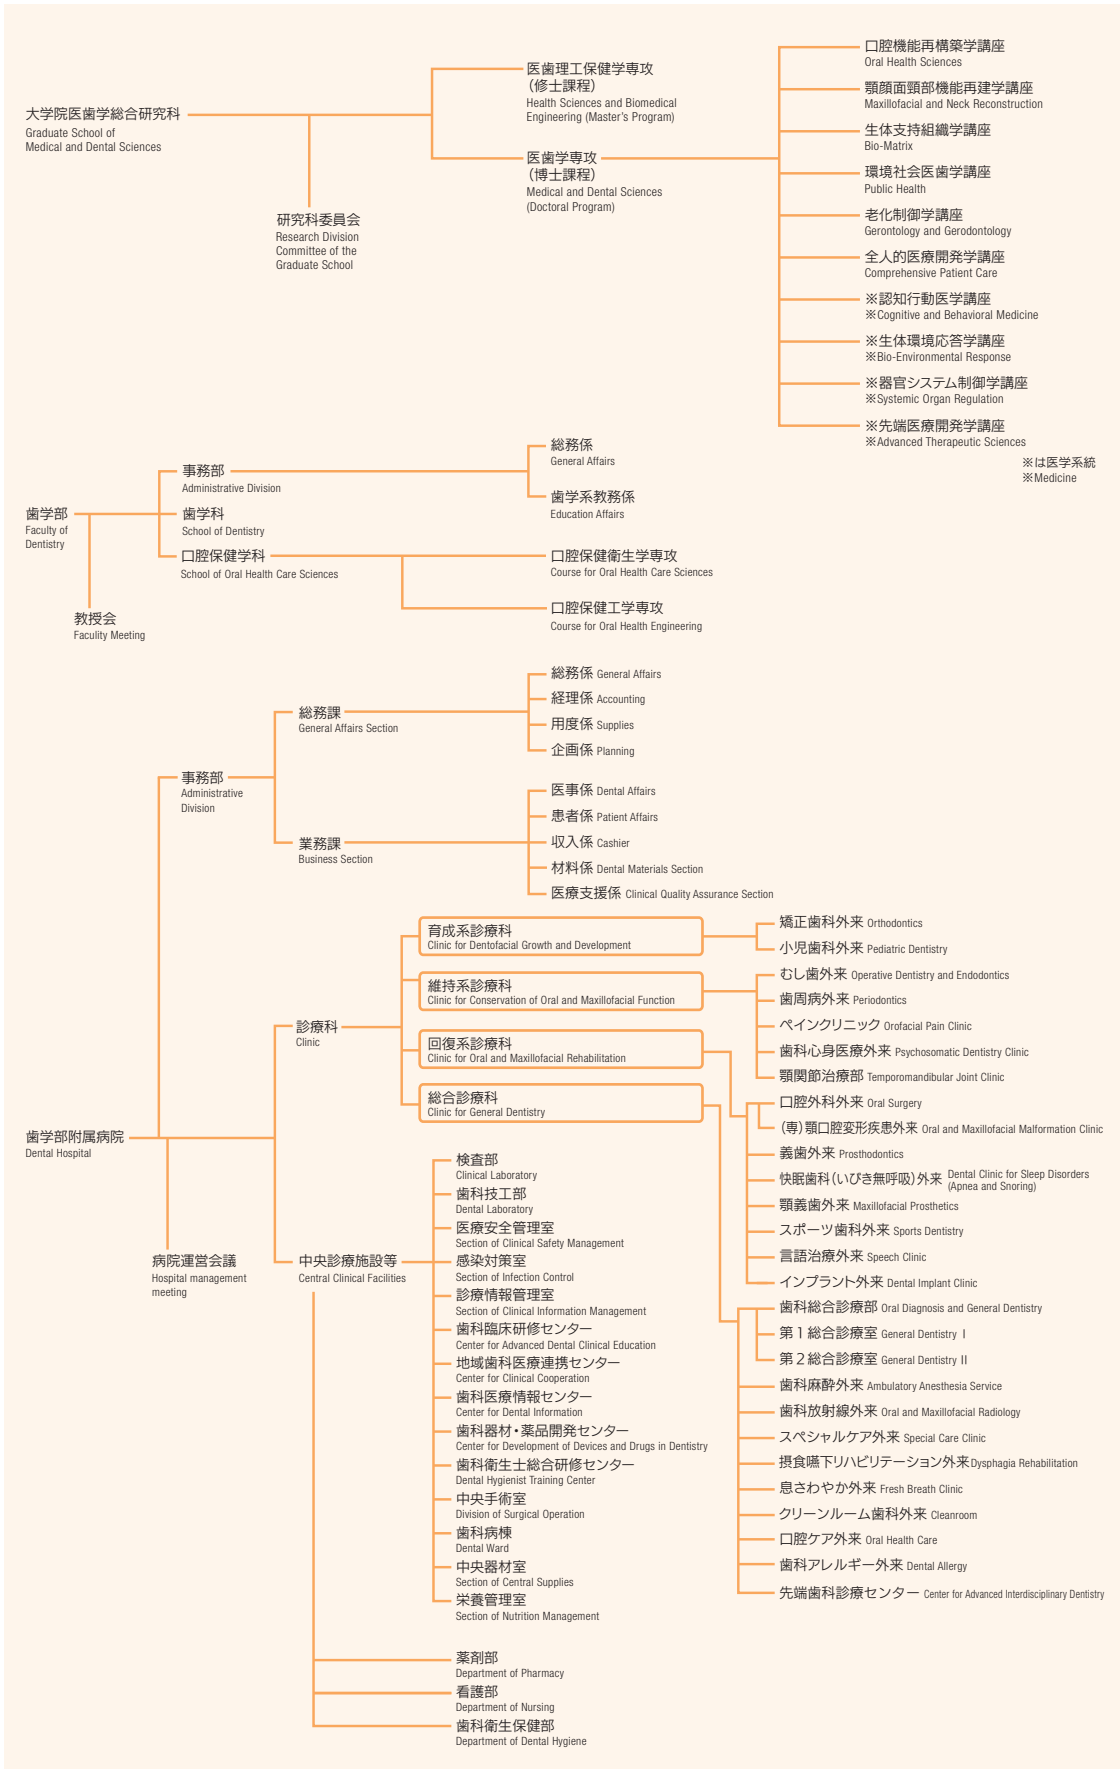 大学院医歯学総合研究科
Graduate School of
Medical and Dental Sciences
研究科委員会
Research Division
Committee of the
Graduate School
医歯理工保健学専攻
（修士課程）
Health Sciences and Biomedical
Engineering (Master's Program)
医歯学専攻
（博士課程）
Medical and Dental Sciences
(Doctoral Program)
口腔機能再構築学講座
Oral Health Sciences
顎顔面頸部機能再建学講座
Maxillofacial and Neck Reconstruction
生体支持組織学講座
Bio-Matrix
環境社会医歯学講座
Public Health
老化制御学講座
Gerontology and Gerodontology
全人的医療開発学講座
Comprehensive Patient Care
※認知行動医学講座
※Cognitive and Behavioral Medicine
※生体環境応答学講座
※Bio-Environmental Response
※器官システム制御学講座
※Systemic Organ Regulation
※先端医療開発学講座
※Advanced Therapeutic Sciences
※は医学系統
※Medicine
歯学部
Faculty of
Dentistry
教授会
Faculity Meeting
事務部
Administrative Division
総務係
General Affairs
歯学系教務係
Education Affairs
歯学科
School of Dentistry
口腔保健学科
School of Oral Health Care Sciences
口腔保健衛生学専攻
Course for Oral Health Care Sciences
口腔保健工学専攻
Course for Oral Health Engineering
歯学部附属病院
Dental Hospital
病院運営会議
Hospital management
meeting
事務部
Administrative
Division
総務課
General Affairs Section
総務係 General Affairs
経理係 Accounting
用度係 Supplies
企画係 Planning
業務課
Business Section
医事係 Dental Affairs
患者係 Patient Affairs
収入係 Cashier
材料係 Dental Materials Section
医療支援係 Clinical Quality Assurance Section
診療科
Clinic
育成系診療科
Clinic for Dentofacial Growth and Development
矯正歯科外来 Orthodontics
小児歯科外来 Pediatric Dentistry
維持系診療科
Clinic for Conservation of Oral and Maxillofacial Function
むし歯外来 Operative Dentistry and Endodontics
歯周病外来 Periodontics
ペインクリニック Orofacial Pain Clinic
歯科心身医療外来 Psychosomatic Dentistry Clinic
顎関節治療部 Temporomandibular Joint Clinic
回復系診療科
Clinic for Oral and Maxillofacial Rehabilitation
口腔外科外来 Oral Surgery
（専）顎口腔変形疾患外来 Oral and Maxillofacial Malformation Clinic
義歯外来 Prosthodontics
快眠歯科（いびき無呼吸）外来 Dental Clinic for Sleep Disorders
(Apnea and Snoring)
顎義歯外来 Maxillofacial Prosthetics
スポーツ歯科外来 Sports Dentistry
言語治療外来 Speech Clinic
インプラント外来 Dental Implant Clinic
総合診療科
Clinic for General Dentistry
歯科総合診療部 Oral Diagnosis and General Dentistry
第１総合診療室 General Dentistry Ⅰ
第２総合診療室 General Dentistry Ⅱ
歯科麻酔外来 Ambulatory Anesthesia Service
歯科放射線外来 Oral and Maxillofacial Radiology
スペシャルケア外来 Special Care Clinic
摂食嚥下リハビリテーション外来 Dysphagia Rehabilitation
息さわやか外来 Fresh Breath Clinic
クリーンルーム歯科外来 Cleanroom
口腔ケア外来 Oral Health Care
歯科アレルギー外来 Dental Allergy
先端歯科診療センター Center for Advanced Interdisciplinary Dentistry
中央診療施設等
Central Clinical Facilities
検査部
Clinical Laboratory
歯科技工部
Dental Laboratory
医療安全管理室
Section of Clinical Safety Management
感染対策室
Section of Infection Control
診療情報管理室
Section of Clinical Information Management
歯科臨床研修センター
Center for Advanced Dental Clinical Education
地域歯科医療連携センター
Center for Clinical Cooperation
歯科医療情報センター
Center for Dental Information
歯科器材・薬品開発センター
Center for Development of Devices and Drugs in Dentistry
歯科衛生士総合研修センター
Dental Hygienist Training Center
中央手術室
Division of Surgical Operation
歯科病棟
Dental Ward
中央器材室
Section of Central Supplies
栄養管理室
Section of Nutrition Management
薬剤部
Department of Pharmacy
看護部
Department of Nursing
歯科衛生保健部
Department of Dental Hygiene